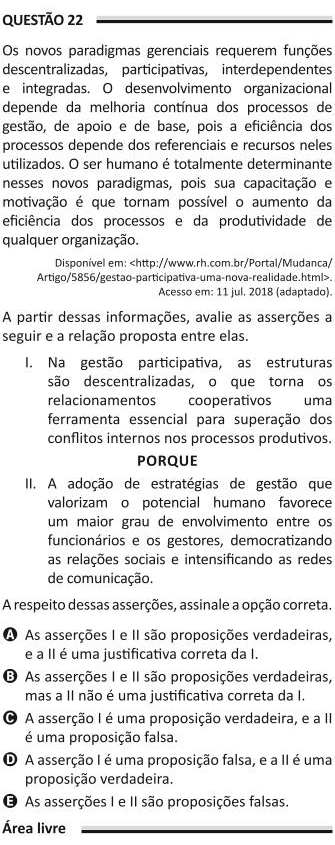 QUESTÃO 22
Os novos paradigmas gerenciais requerem funções
descentralizadas, participativas, interdependentes
e integradas. O desenvolvimento organizacional
depende da melhoria contínua dos processos de
gestão, de apoio e de base, pois a eficiência dos
processos depende dos referenciais e recursos neles
utilizados. O ser humano é totalmente determinante
nesses novos paradigmas, pois sua capacitação e
motivação é que tornam possível o aumento da
eficiência dos processos e da produtividade de
qualquer organização.
Disponível em: <http://www.rh.com.br/Portal/Mudanca/
Artigo/5856/gestao-participativa-uma-nova-realidade.html>.
Acesso em: 11 jul. 2018 (adaptado).
A partir dessas informações, avalie as asserções a
seguir e a relação proposta entre elas.
I. Na gestão participativa, as estruturas
são descentralizadas, o que torna os
relacionamentos cooperativos uma
ferramenta essencial para superação dos
conflitos internos nos processos produtivos.
PORQUE
II. A adoção de estratégias de gestão que
valorizam o potencial humano favorece
um maior grau de envolvimento entre os
funcionários e os gestores, democratizando
as relações sociais e intensificando as redes
de comunicação.
A respeito dessas asserções, assinale a opção correta.
A As asserções I e II são proposições verdadeiras,
e a II é uma justificativa correta da I.
B As asserções I e II são proposições verdadeiras,
mas a II não é uma justificativa correta da I.
C A asserção I é uma proposição verdadeira, e a II
é uma proposição falsa.
D A asserção I é uma proposição falsa, e a II é uma
proposição verdadeira.
E As asserções I e II são proposições falsas.
Área livre